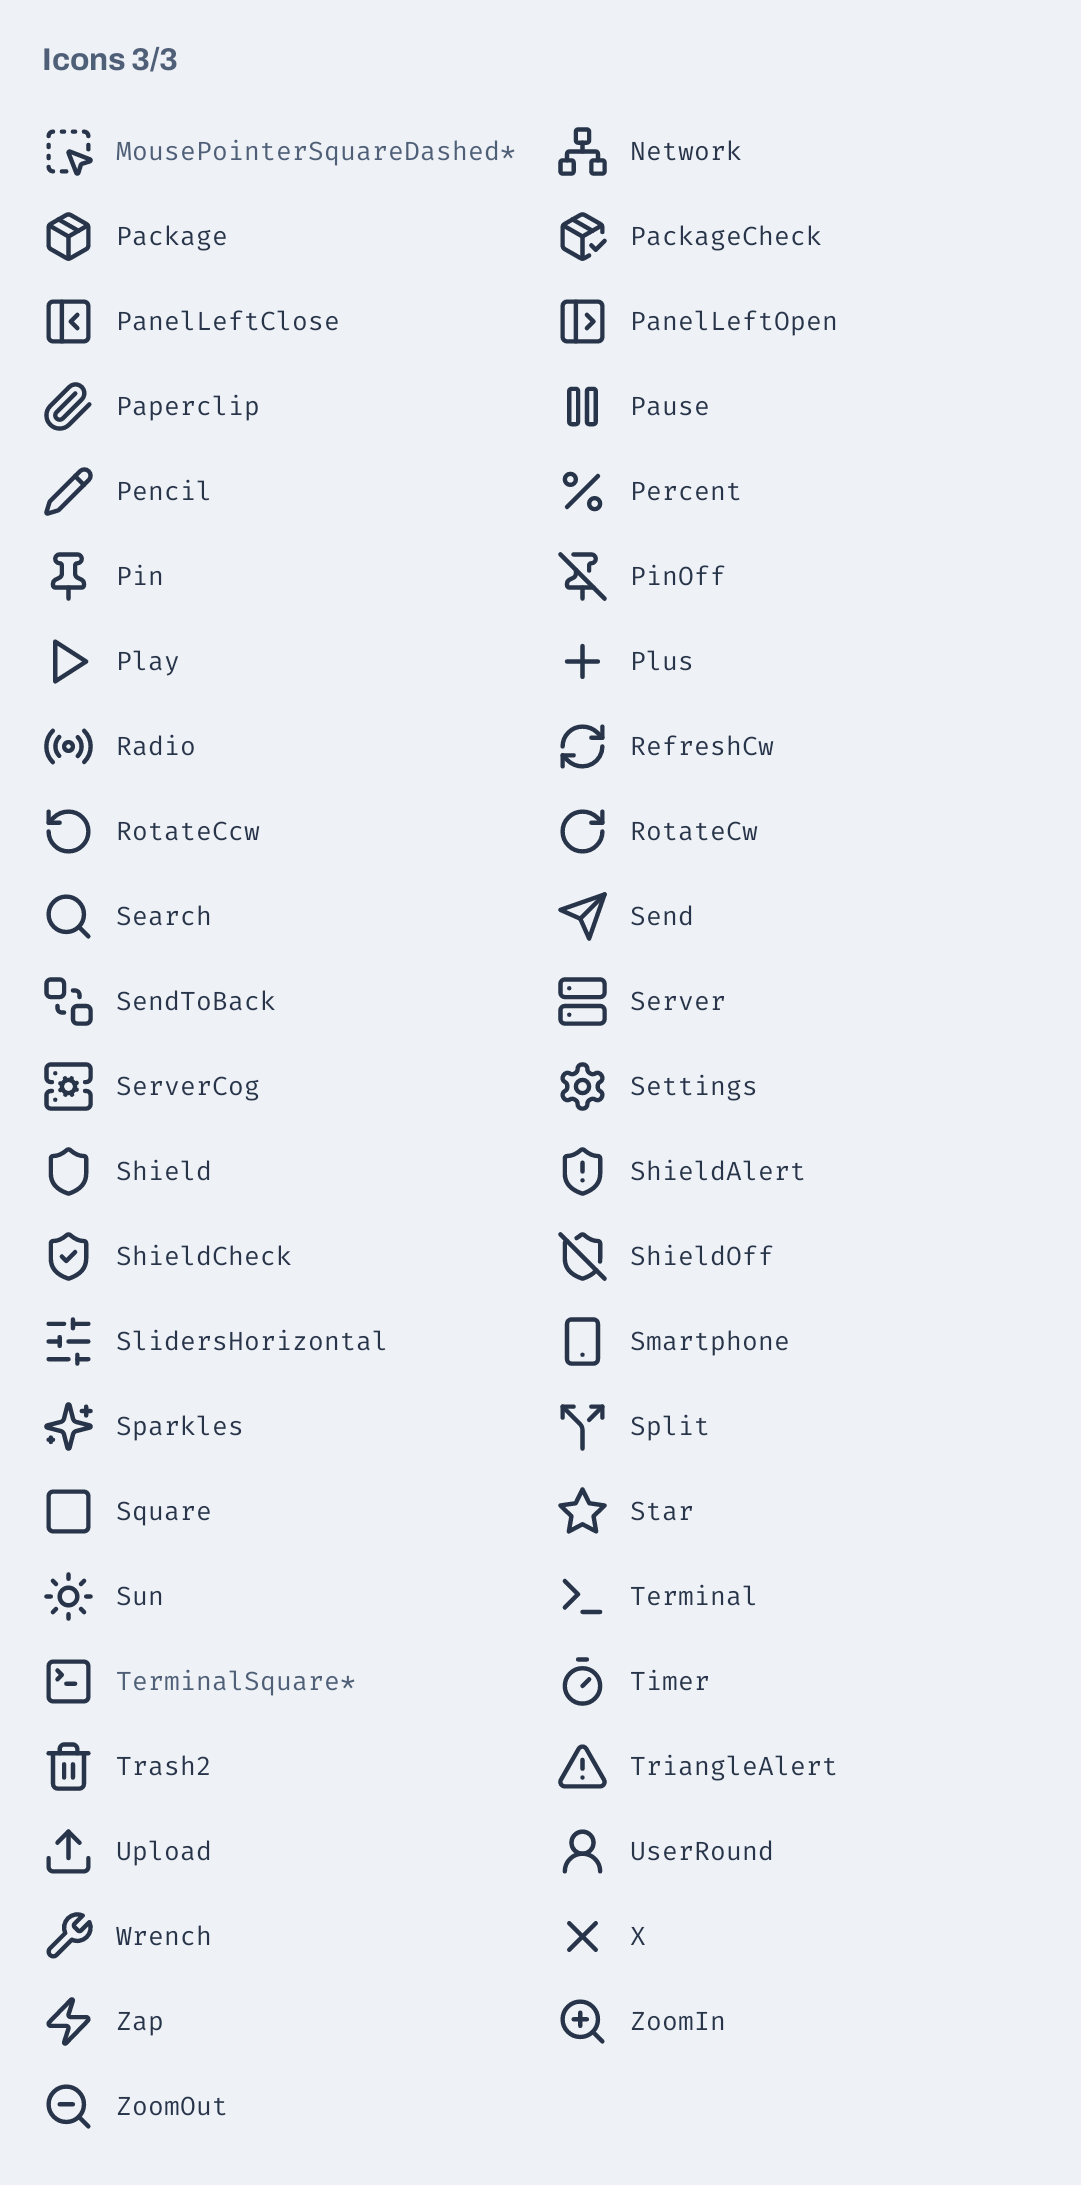 Icons 3/3
MousePointerSquareDashed*
Network
Package
PackageCheck
PanelLeftClose
PanelLeftOpen
Paperclip
Pause
Pencil
Percent
Pin
PinOff
Play
Plus
Radio
RefreshCw
RotateCcw
RotateCw
Search
Send
SendToBack
Server
ServerCog
Settings
Shield
ShieldAlert
ShieldCheck
ShieldOff
SlidersHorizontal
Smartphone
Sparkles
Split
Square
Star
Sun
Terminal
TerminalSquare*
Timer
Trash2
TriangleAlert
Upload
UserRound
Wrench
X
Zap
ZoomIn
ZoomOut